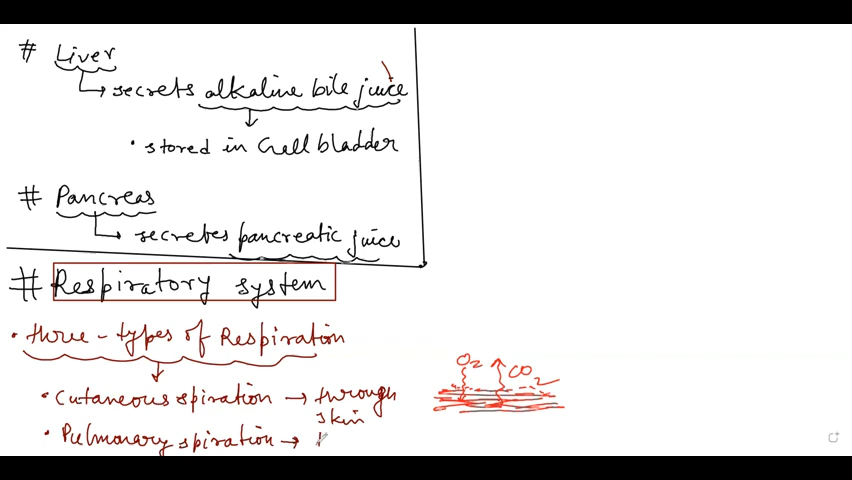 # Liver
secrets alkaline bile juice
• stored in Gall bladder
# Pancreas
secretes pancreatic juice
# Respiratory system
• three - types of Respiration
• Cutaneous spiration → through
skin
• Pulmonary spiration →
O2 CO2